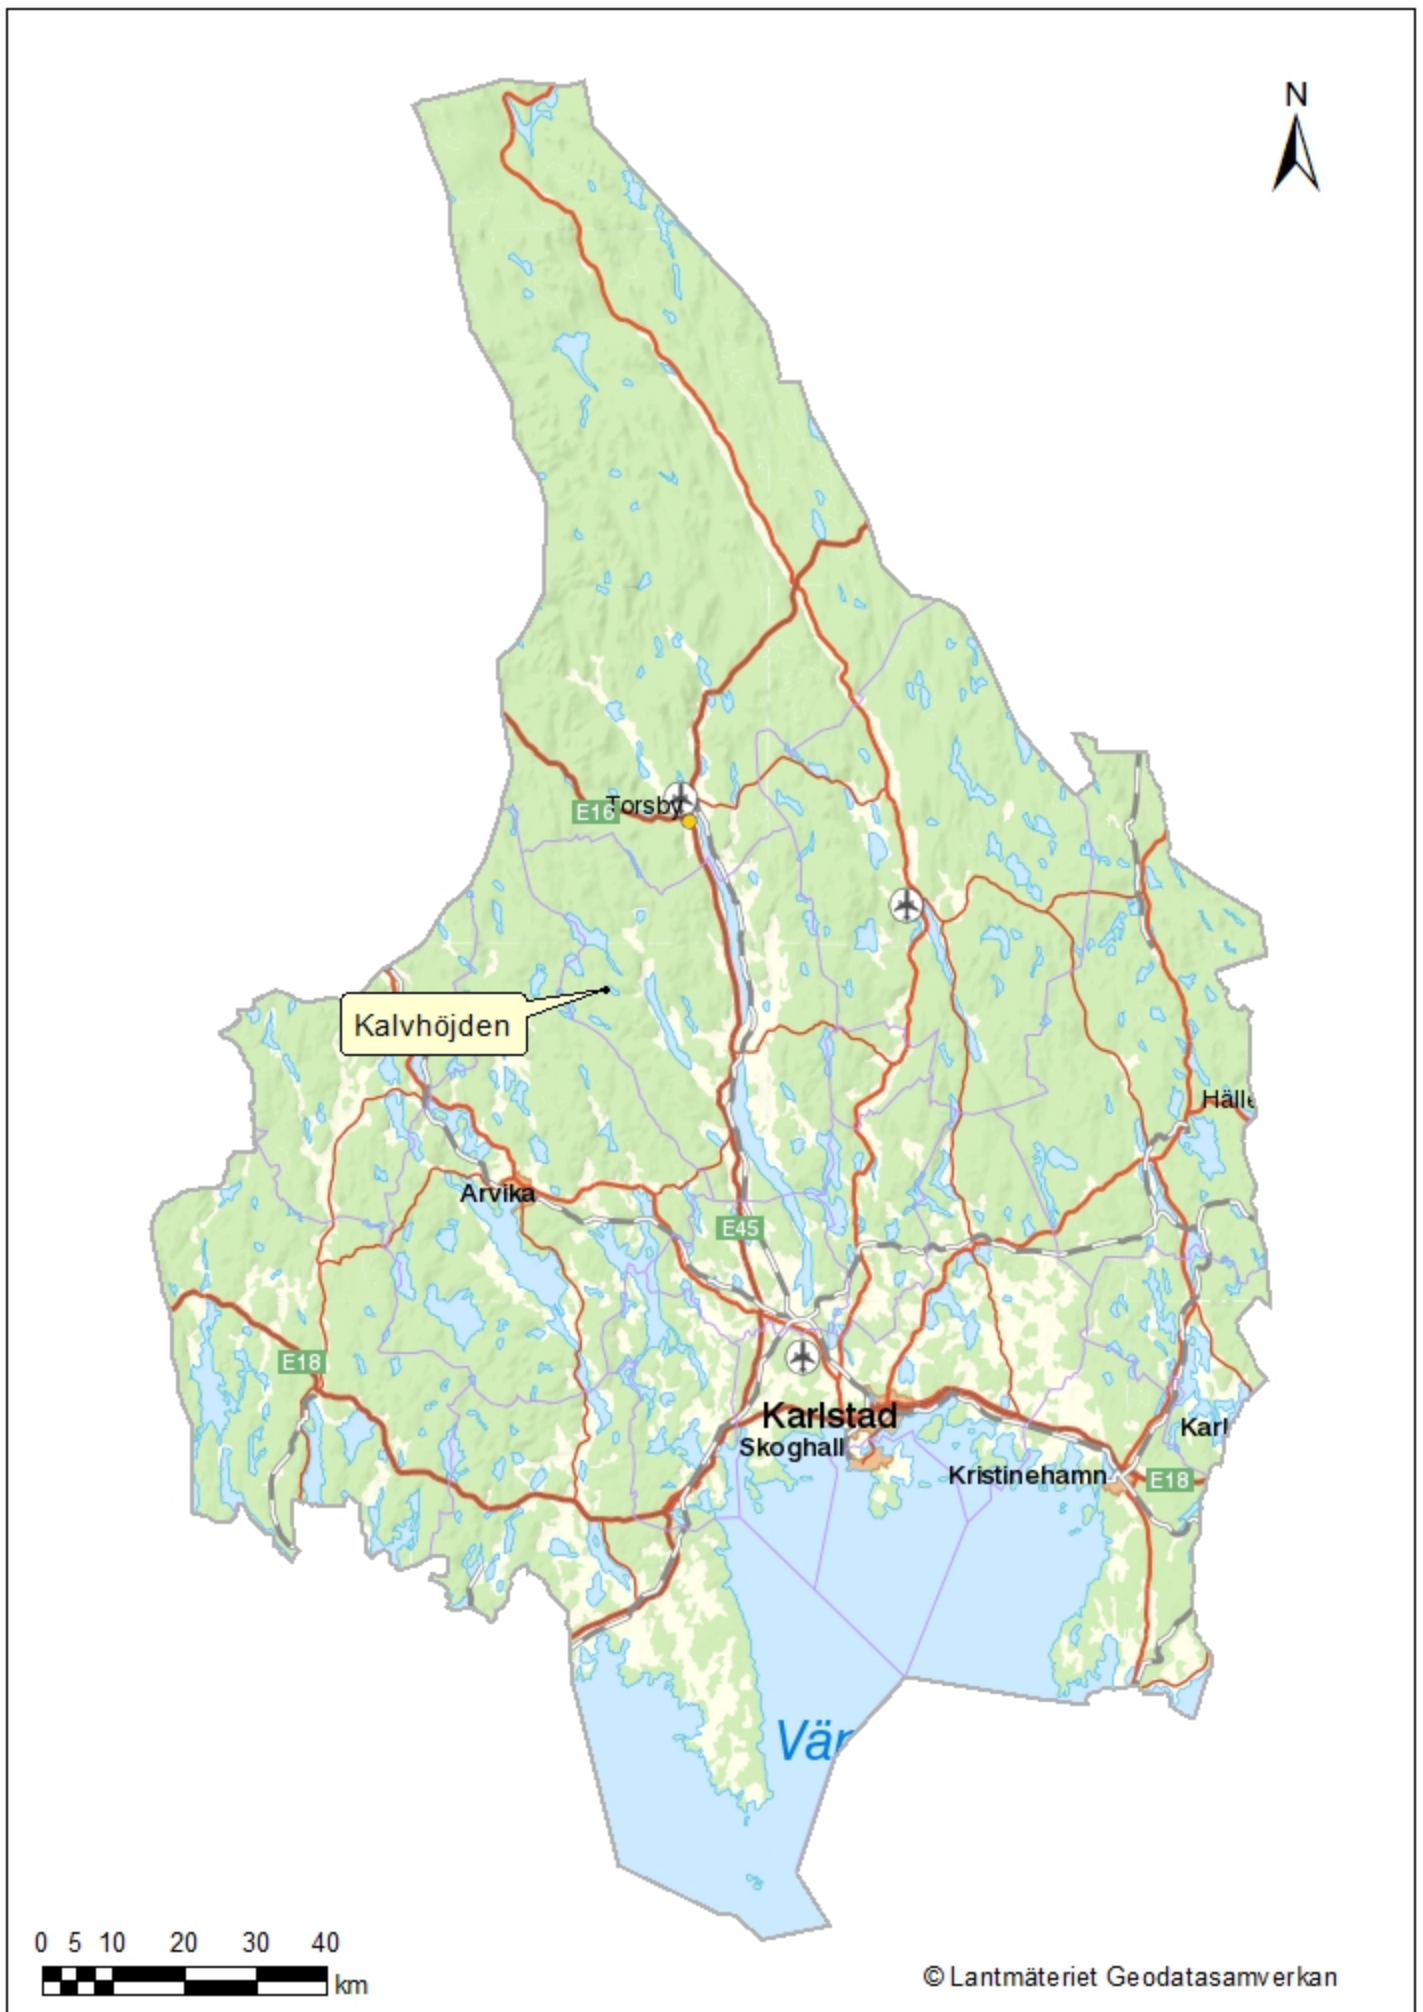 N
E16
Torsby
Kalvhöjden
Hälle
Arvika
E45
E18
Karlstad
Karl
Skoghall
Kristinehamn
E18
Vär
0 5 10 20 30 40
km
© Lantmäteriet Geodatasamverkan